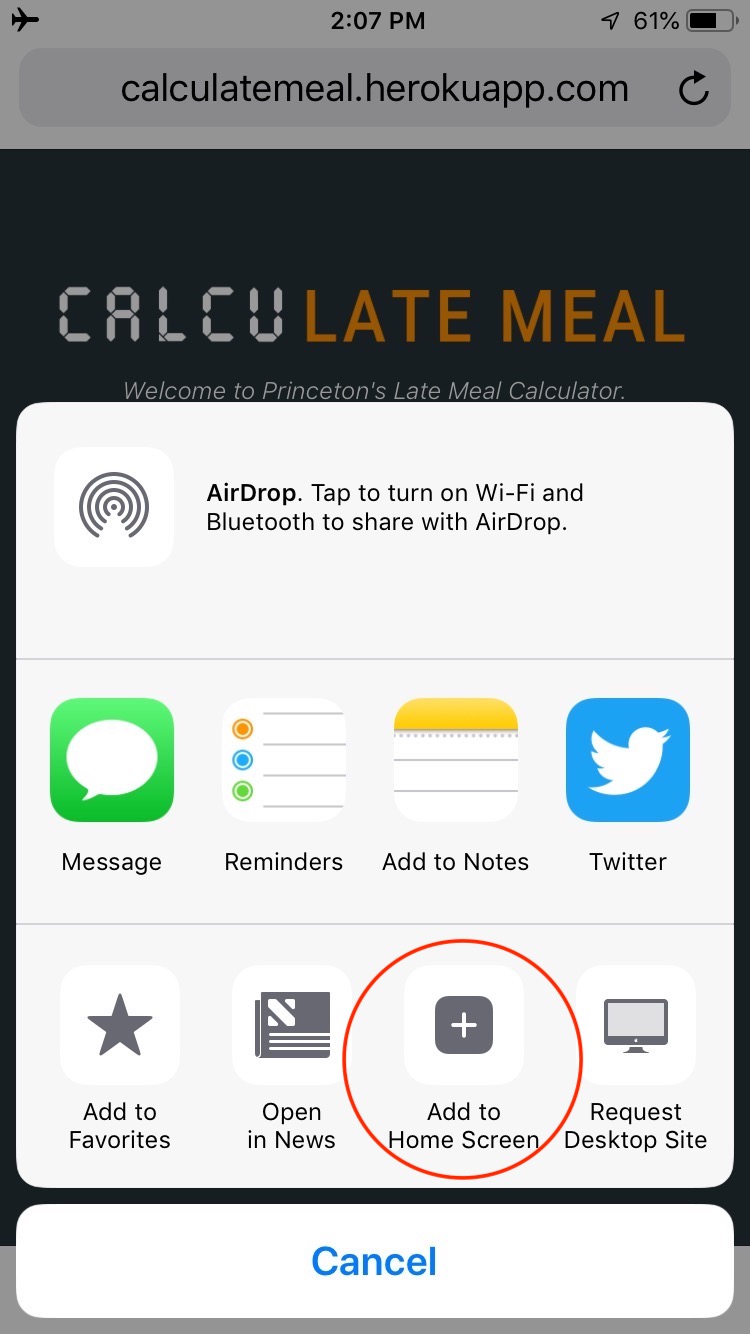 2:07 PM
61%
calculatemeal.herokuapp.com
CALCULATE MEAL
Welcome to Princeton's Late Meal Calculator.
AirDrop. Tap to turn on Wi-Fi and
Bluetooth to share with AirDrop.
Message
Reminders
Add to Notes
Twitter
Add to
Favorites
Open
in News
Add to
Home Screen
Request
Desktop Site
Cancel